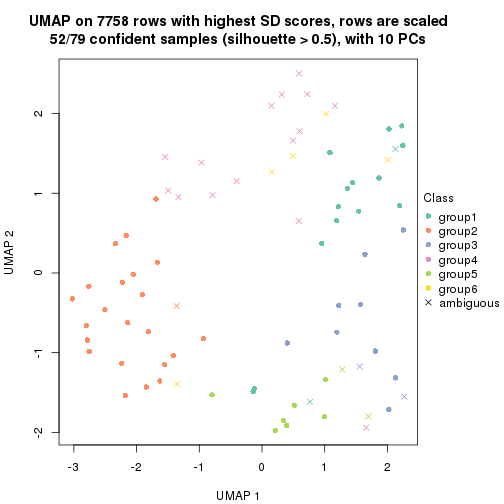 UMAP on 7758 rows with highest SD scores, rows are scaled
52/79 confident samples (silhouette > 0.5), with 10 PCs
UMAP 2
2
1
0
-1
-2
-3
-2
-1
0
1
2
UMAP 1
Class
group1
group2
group3
group4
group5
group6
ambiguous